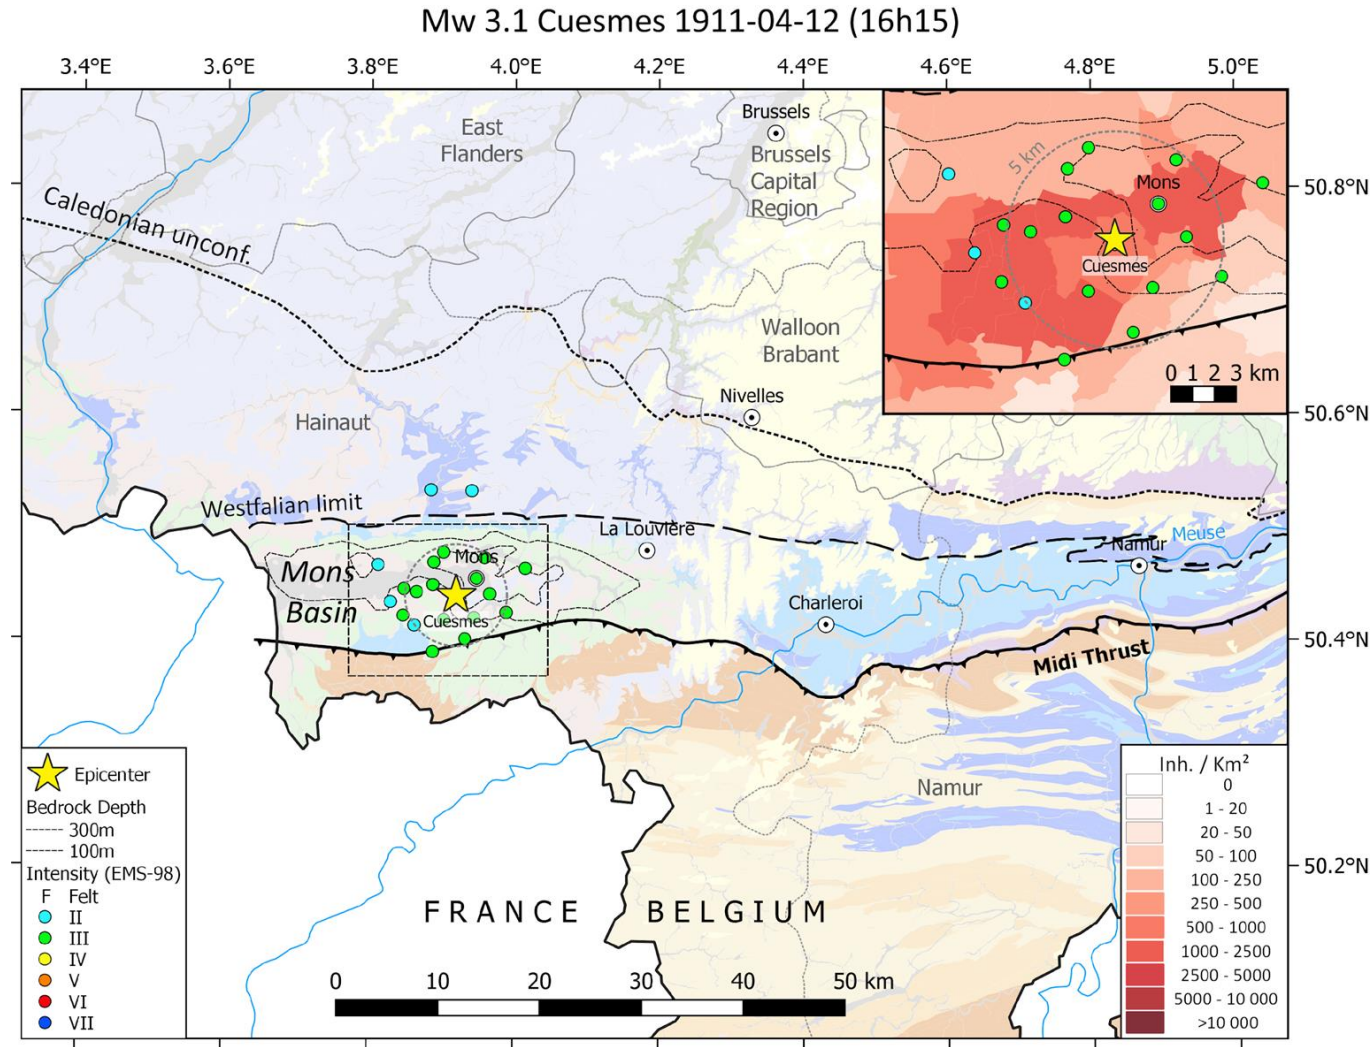 Mw 3.1 Cuesmes 1911-04-12 (16h15)
3.4°E 3.6°E 3.8°E 4.0°E 4.2°E 4.4°E 4.6°E 4.8°E 5.0°E
Brussels
East
Flanders
Brussels
Capital
Region
5 km
Mons
Cuesmes
0 1 2 3 km
50.8°N
Caledonian unconf.
Walloon
Brabant
Nivelles
Hainaut
50.6°N
Westfalian limit
La Louvière
Meuse
Namur
Mons
Mons
Basin
Cuesmes
Charleroi
50.4°N
Midi Thrust
Namur
50.2°N
FRANCE
BELGIUM
0 10 20 30 40 50 km
Epicenter
Bedrock Depth
300m
100m
Intensity (EMS-98)
F Felt
II
III
IV
V
VI
VII
Inh. / Km²
0
1 - 20
20 - 50
50 - 100
100 - 250
250 - 500
500 - 1000
1000 - 2500
2500 - 5000
5000 - 10 000
>10 000